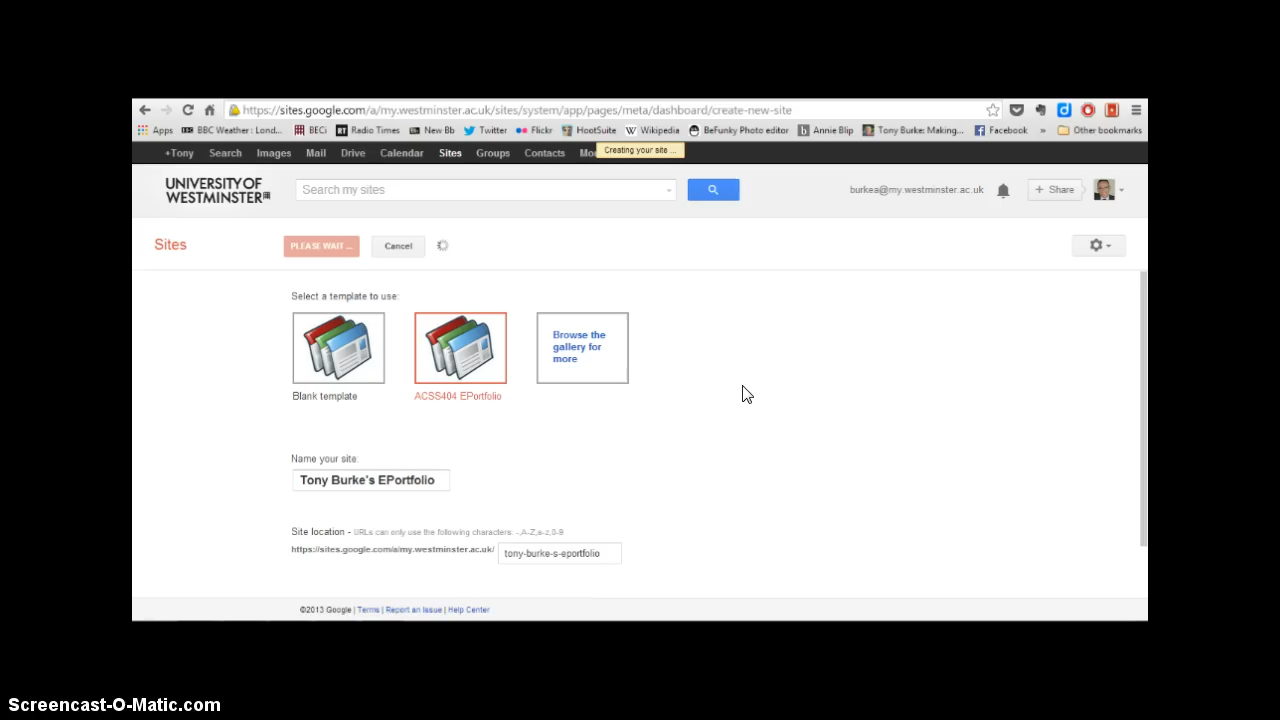 https://sites.google.com/a/my.westminster.ac.uk/sites/system/app/pages/meta/dashboard/create-new-site
Apps BBC Weather : Lond... BECi Radio Times New Bb Twitter Flickr HootSuite Wikipedia BeFunky Photo editor Annie Blip Tony Burke: Making... Facebook » Other bookmarks
+Tony Search Images Mail Drive Calendar Sites Groups Contacts Mo
Creating your site ...
UNIVERSITY OF
WESTMINSTER
Search my sites
burkea@my.westminster.ac.uk
+ Share
Sites
PLEASE WAIT ...
Cancel
Select a template to use:
Browse the
gallery for
more
Blank template
ACSS404 EPortfolio
Name your site:
Tony Burke's EPortfolio
Site location - URLs can only use the following characters: -,A-Z,a-z,0-9
https://sites.google.com/a/my.westminster.ac.uk/ tony-burke-s-eportfolio
©2013 Google | Terms | Report an Issue | Help Center
Screencast-O-Matic.com